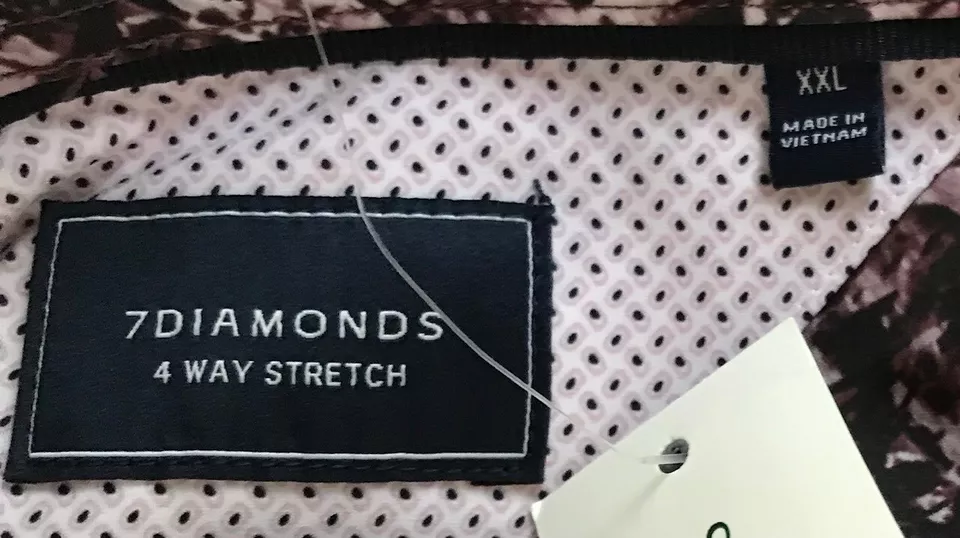 XXL
MADE IN
VIETNAM
7DIAMONDS
4 WAY STRETCH